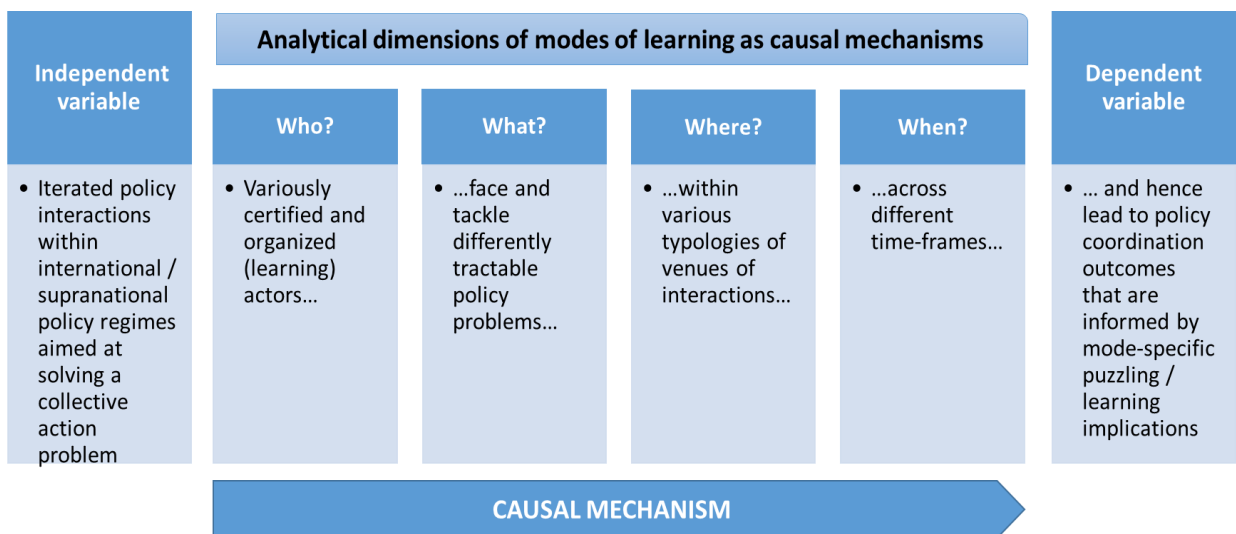 Independent
variable
• Iterated policy
interactions
within
international /
supranational
policy regimes
aimed at
solving a
collective
action
problem
Analytical dimensions of modes of learning as causal mechanisms
Who?
• Variously
certified and
organized
(learning)
actors…
What?
• …face and
tackle
differently
tractable
policy
problems…
Where?
• …within
various
typologies of
venues of
interactions…
When?
• …across
different
time-frames…
Dependent
variable
• … and hence
lead to policy
coordination
outcomes
that are
informed by
mode-specific
puzzling /
learning
implications
CAUSAL MECHANISM